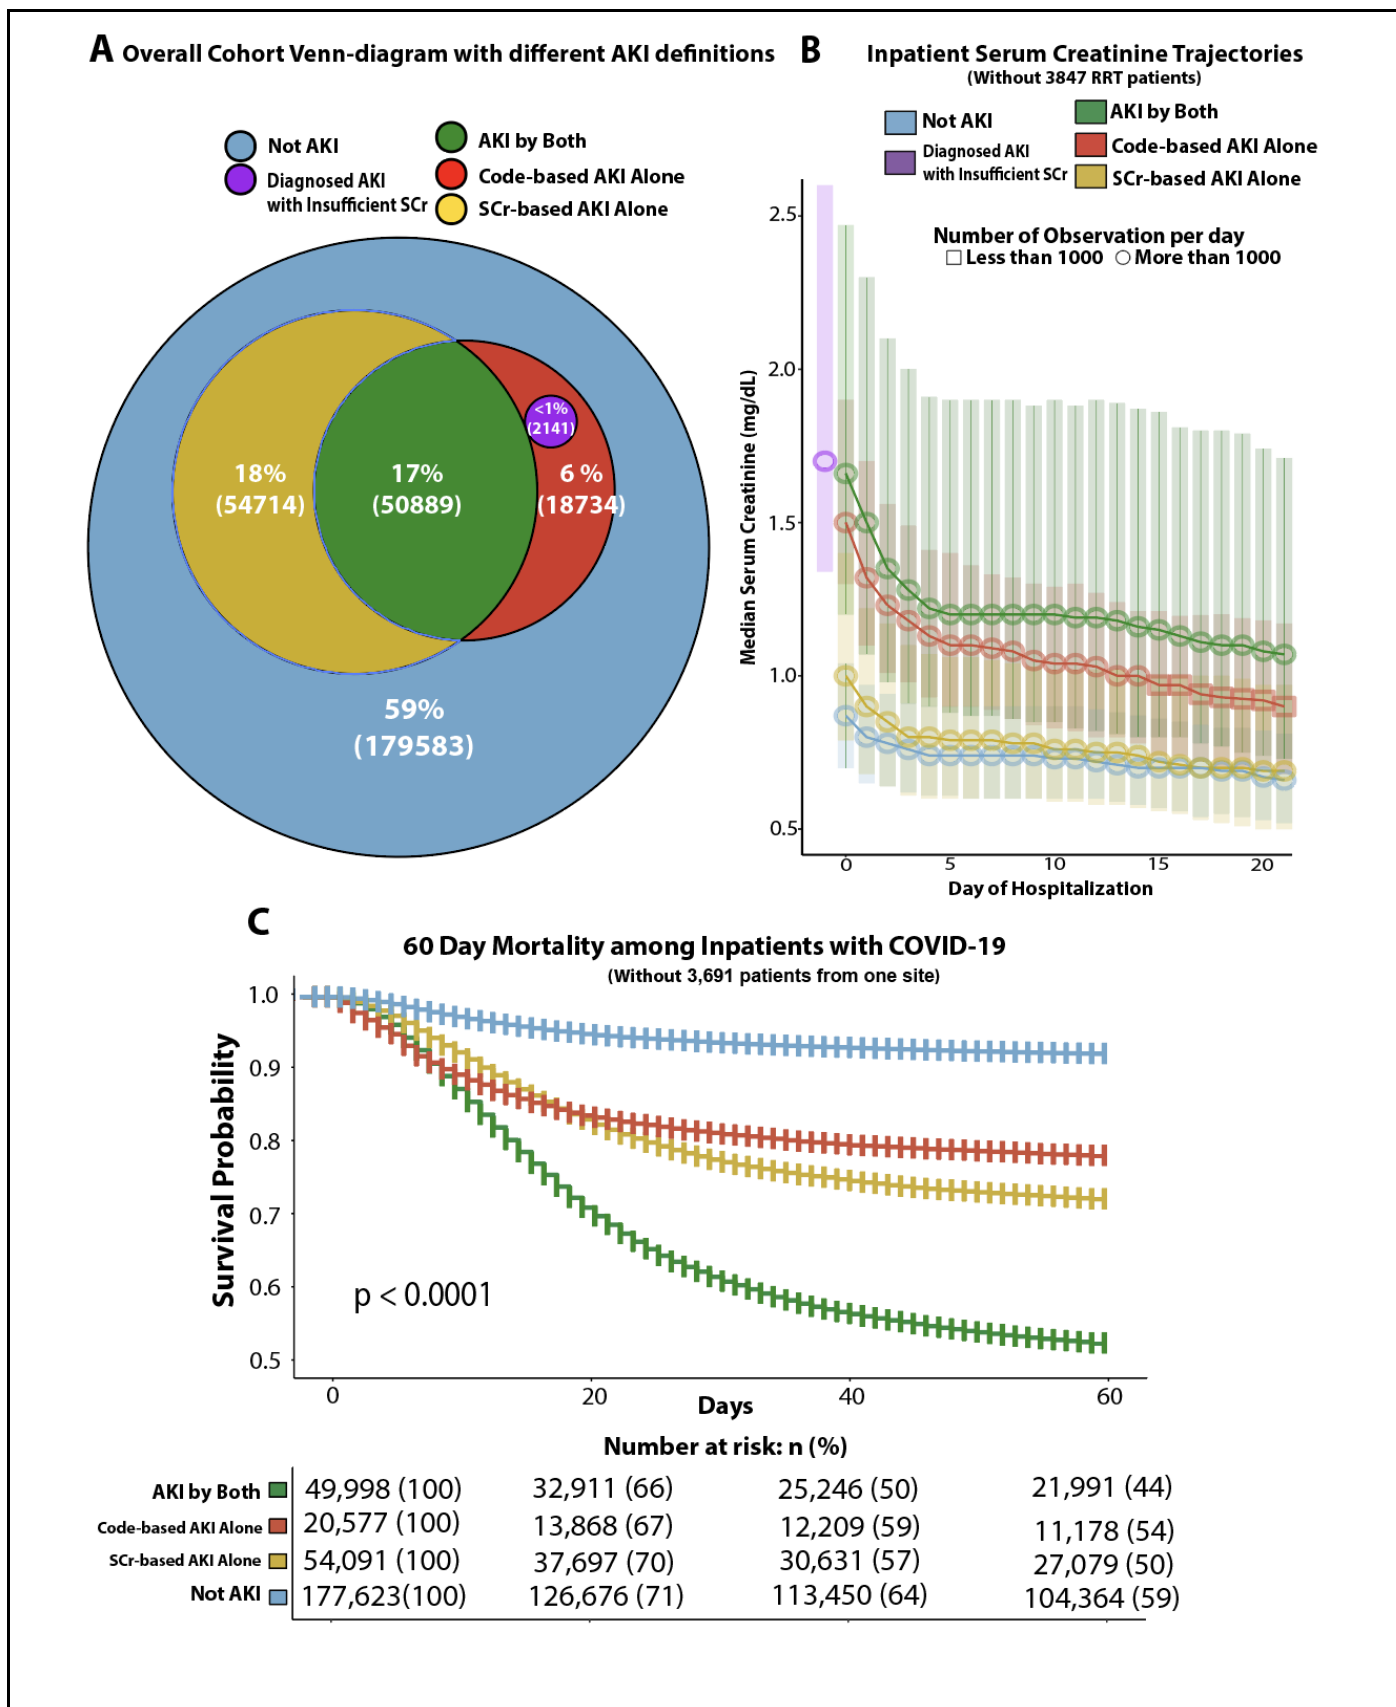 A Overall Cohort Venn-diagram with different AKI definitions
Not AKI
Diagnosed AKI
with Insufficient SCr
AKI by Both
Code-based AKI Alone
SCr-based AKI Alone
<1%
(2141)
18%
(54714)
17%
(50889)
6 %
(18734)
59%
(179583)
B Inpatient Serum Creatinine Trajectories
(Without 3847 RRT patients)
Not AKI
Diagnosed AKI
with Insufficient SCr
AKI by Both
Code-based AKI Alone
SCr-based AKI Alone
Number of Observation per day
Less than 1000 More than 1000
Median Serum Creatinine (mg/dL)
2.5
2.0
1.5
1.0
0.5
0 5 10 15 20
Day of Hospitalization
C
60 Day Mortality among Inpatients with COVID-19
(Without 3,691 patients from one site)
Survival Probability
1.0
0.9
0.8
0.7
0.6
0.5
p < 0.0001
0 20 40 60
Days
Number at risk: n (%)
AKI by Both 49,998 (100) 32,911 (66) 25,246 (50) 21,991 (44)
Code-based AKI Alone 20,577 (100) 13,868 (67) 12,209 (59) 11,178 (54)
SCr-based AKI Alone 54,091 (100) 37,697 (70) 30,631 (57) 27,079 (50)
Not AKI 177,623(100) 126,676 (71) 113,450 (64) 104,364 (59)